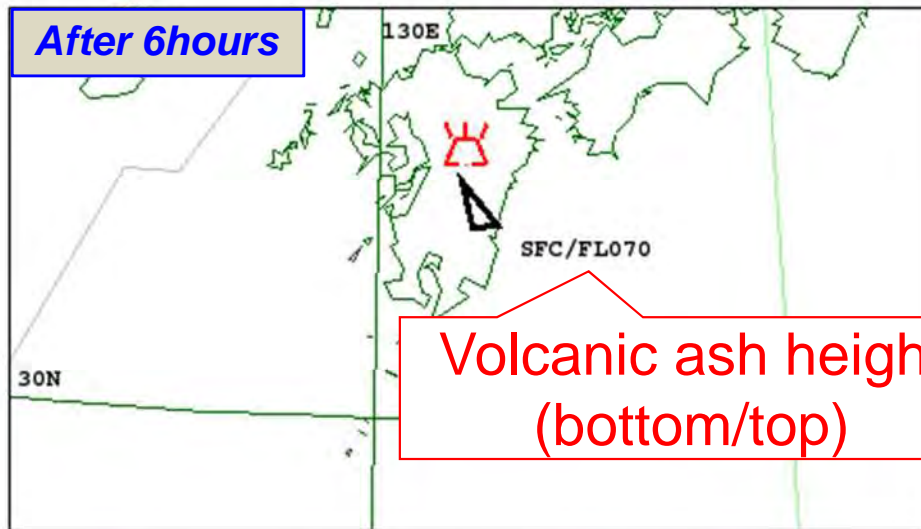 After 6hours
130E
SFC/FL070
Volcanic ash heigh
(bottom/top)
30N